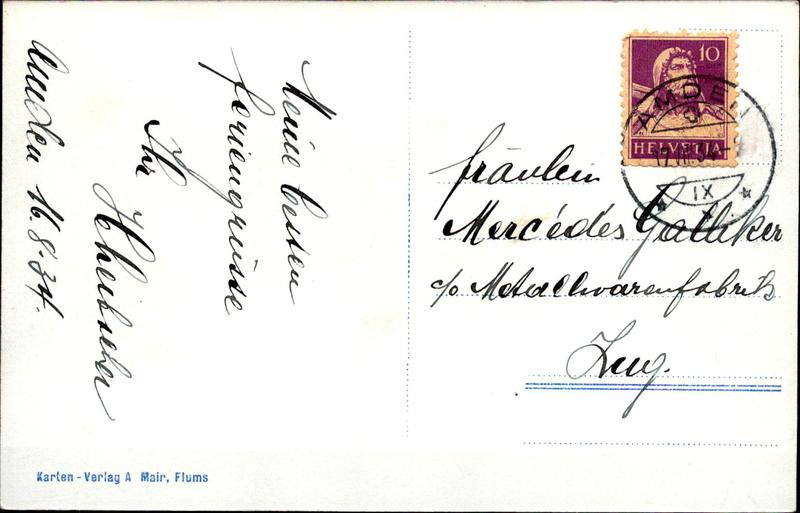 Amden 16.8.34.
Meine besten
feriengrüsse
Ihr
10
HELVETIA
AMDEN
IX
fräulein
Mercédès Galliker
c/o Metallwarenfabrik
Zug.
Karten-Verlag A Mair, Flums